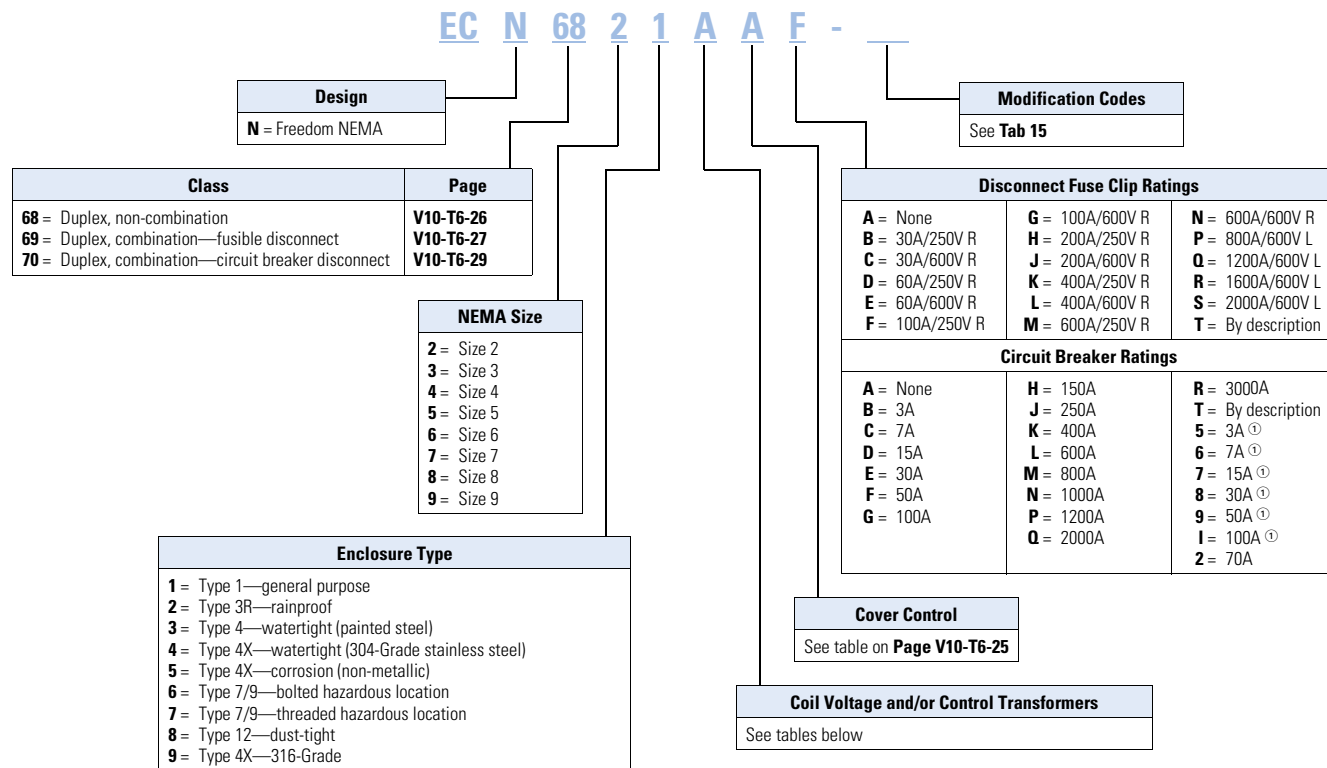 EC N 68 2 1 A A F - __
Design
N = Freedom NEMA
Modification Codes
See Tab 15
Class Page
68 = Duplex, non-combination V10-T6-26
69 = Duplex, combination—fusible disconnect V10-T6-27
70 = Duplex, combination—circuit breaker disconnect V10-T6-29
Disconnect Fuse Clip Ratings
A = None
B = 30A/250V R
C = 30A/600V R
D = 60A/250V R
E = 60A/600V R
F = 100A/250V R
G = 100A/600V R
H = 200A/250V R
J = 200A/600V R
K = 400A/250V R
L = 400A/600V R
M = 600A/250V R
N = 600A/600V R
P = 800A/600V L
Q = 1200A/600V L
R = 1600A/600V L
S = 2000A/600V L
T = By description
Circuit Breaker Ratings
A = None
B = 3A
C = 7A
D = 15A
E = 30A
F = 50A
G = 100A
H = 150A
J = 250A
K = 400A
L = 600A
M = 800A
N = 1000A
P = 1200A
Q = 2000A
R = 3000A
T = By description
5 = 3A ①
6 = 7A ①
7 = 15A ①
8 = 30A ①
9 = 50A ①
I = 100A ①
2 = 70A
NEMA Size
2 = Size 2
3 = Size 3
4 = Size 4
5 = Size 5
6 = Size 6
7 = Size 7
8 = Size 8
9 = Size 9
Enclosure Type
1 = Type 1—general purpose
2 = Type 3R—rainproof
3 = Type 4—watertight (painted steel)
4 = Type 4X—watertight (304-Grade stainless steel)
5 = Type 4X—corrosion (non-metallic)
6 = Type 7/9—bolted hazardous location
7 = Type 7/9—threaded hazardous location
8 = Type 12—dust-tight
9 = Type 4X—316-Grade
Cover Control
See table on Page V10-T6-25
Coil Voltage and/or Control Transformers
See tables below